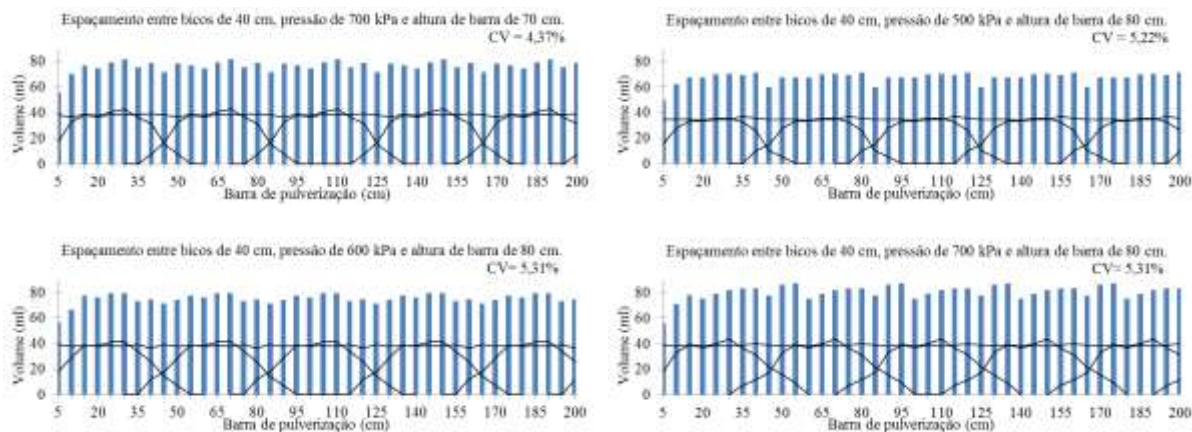 Espaçamento entre bicos de 40 cm, pressão de 700 kPa e altura de barra de 70 cm.
CV = 4,37%
80
60
40
20
0
Volume (ml)
5 20 35 50 65 80 95 110 125 140 155 170 185 200
Barra de pulverização (cm)
Espaçamento entre bicos de 40 cm, pressão de 500 kPa e altura de barra de 80 cm.
CV = 5,22%
80
60
40
20
0
Volume (ml)
5 20 35 50 65 80 95 110 125 140 155 170 185 200
Barra de pulverização (cm)
Espaçamento entre bicos de 40 cm, pressão de 600 kPa e altura de barra de 80 cm.
CV= 5,31%
80
60
40
20
0
Volume (ml)
5 20 35 50 65 80 95 110 125 140 155 170 185 200
Barra de pulverização (cm)
Espaçamento entre bicos de 40 cm, pressão de 700 kPa e altura de barra de 80 cm.
CV= 5,31%
80
60
40
20
0
Volume (ml)
5 20 35 50 65 80 95 110 125 140 155 170 185 200
Barra de pulverização (cm)